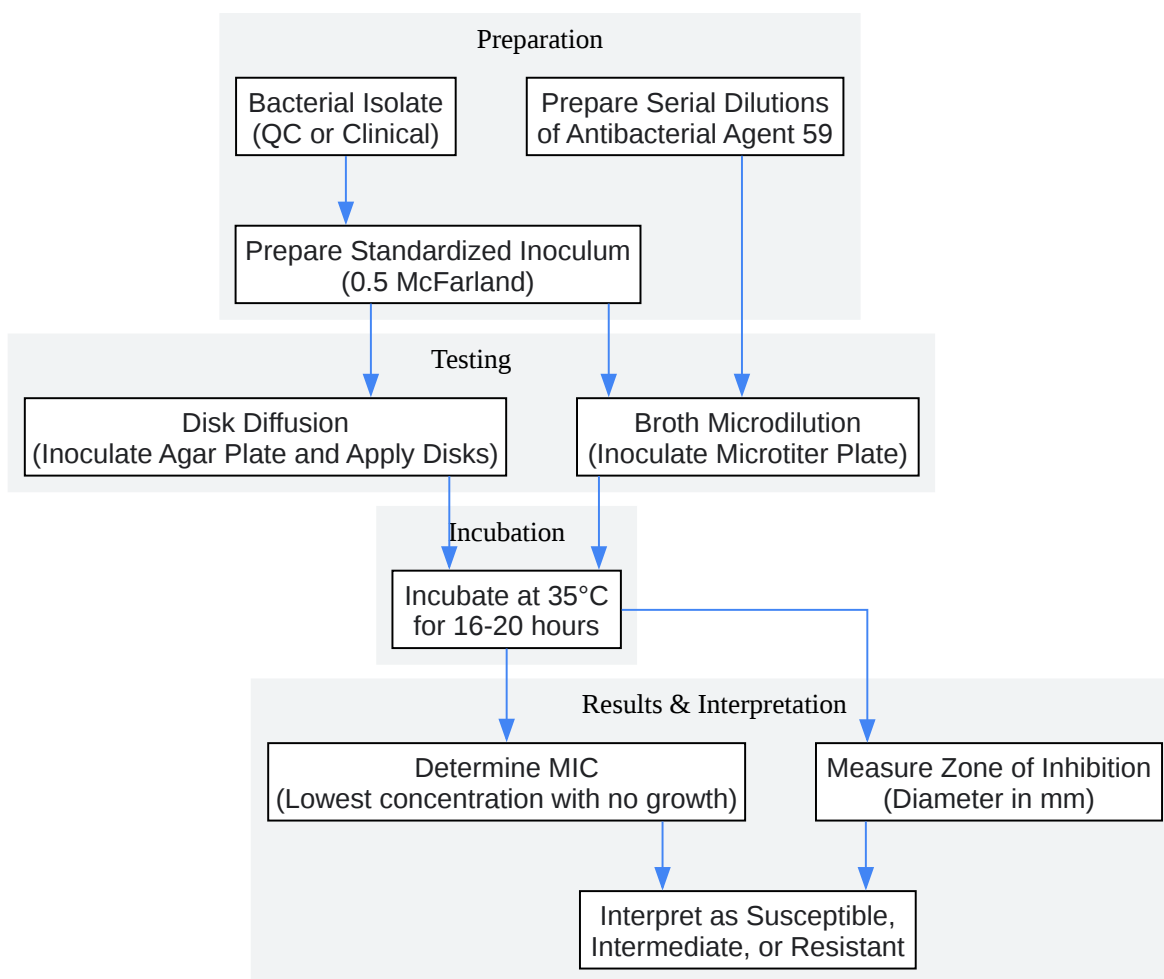 Preparation
Bacterial Isolate
(QC or Clinical)
Prepare Serial Dilutions
of Antibacterial Agent 59
Prepare Standardized Inoculum
(0.5 McFarland)
Testing
Disk Diffusion
(Inoculate Agar Plate and Apply Disks)
Broth Microdilution
(Inoculate Microtiter Plate)
Incubation
Incubate at 35°C
for 16-20 hours
Results & Interpretation
Determine MIC
(Lowest concentration with no growth)
Measure Zone of Inhibition
(Diameter in mm)
Interpret as Susceptible,
Intermediate, or Resistant